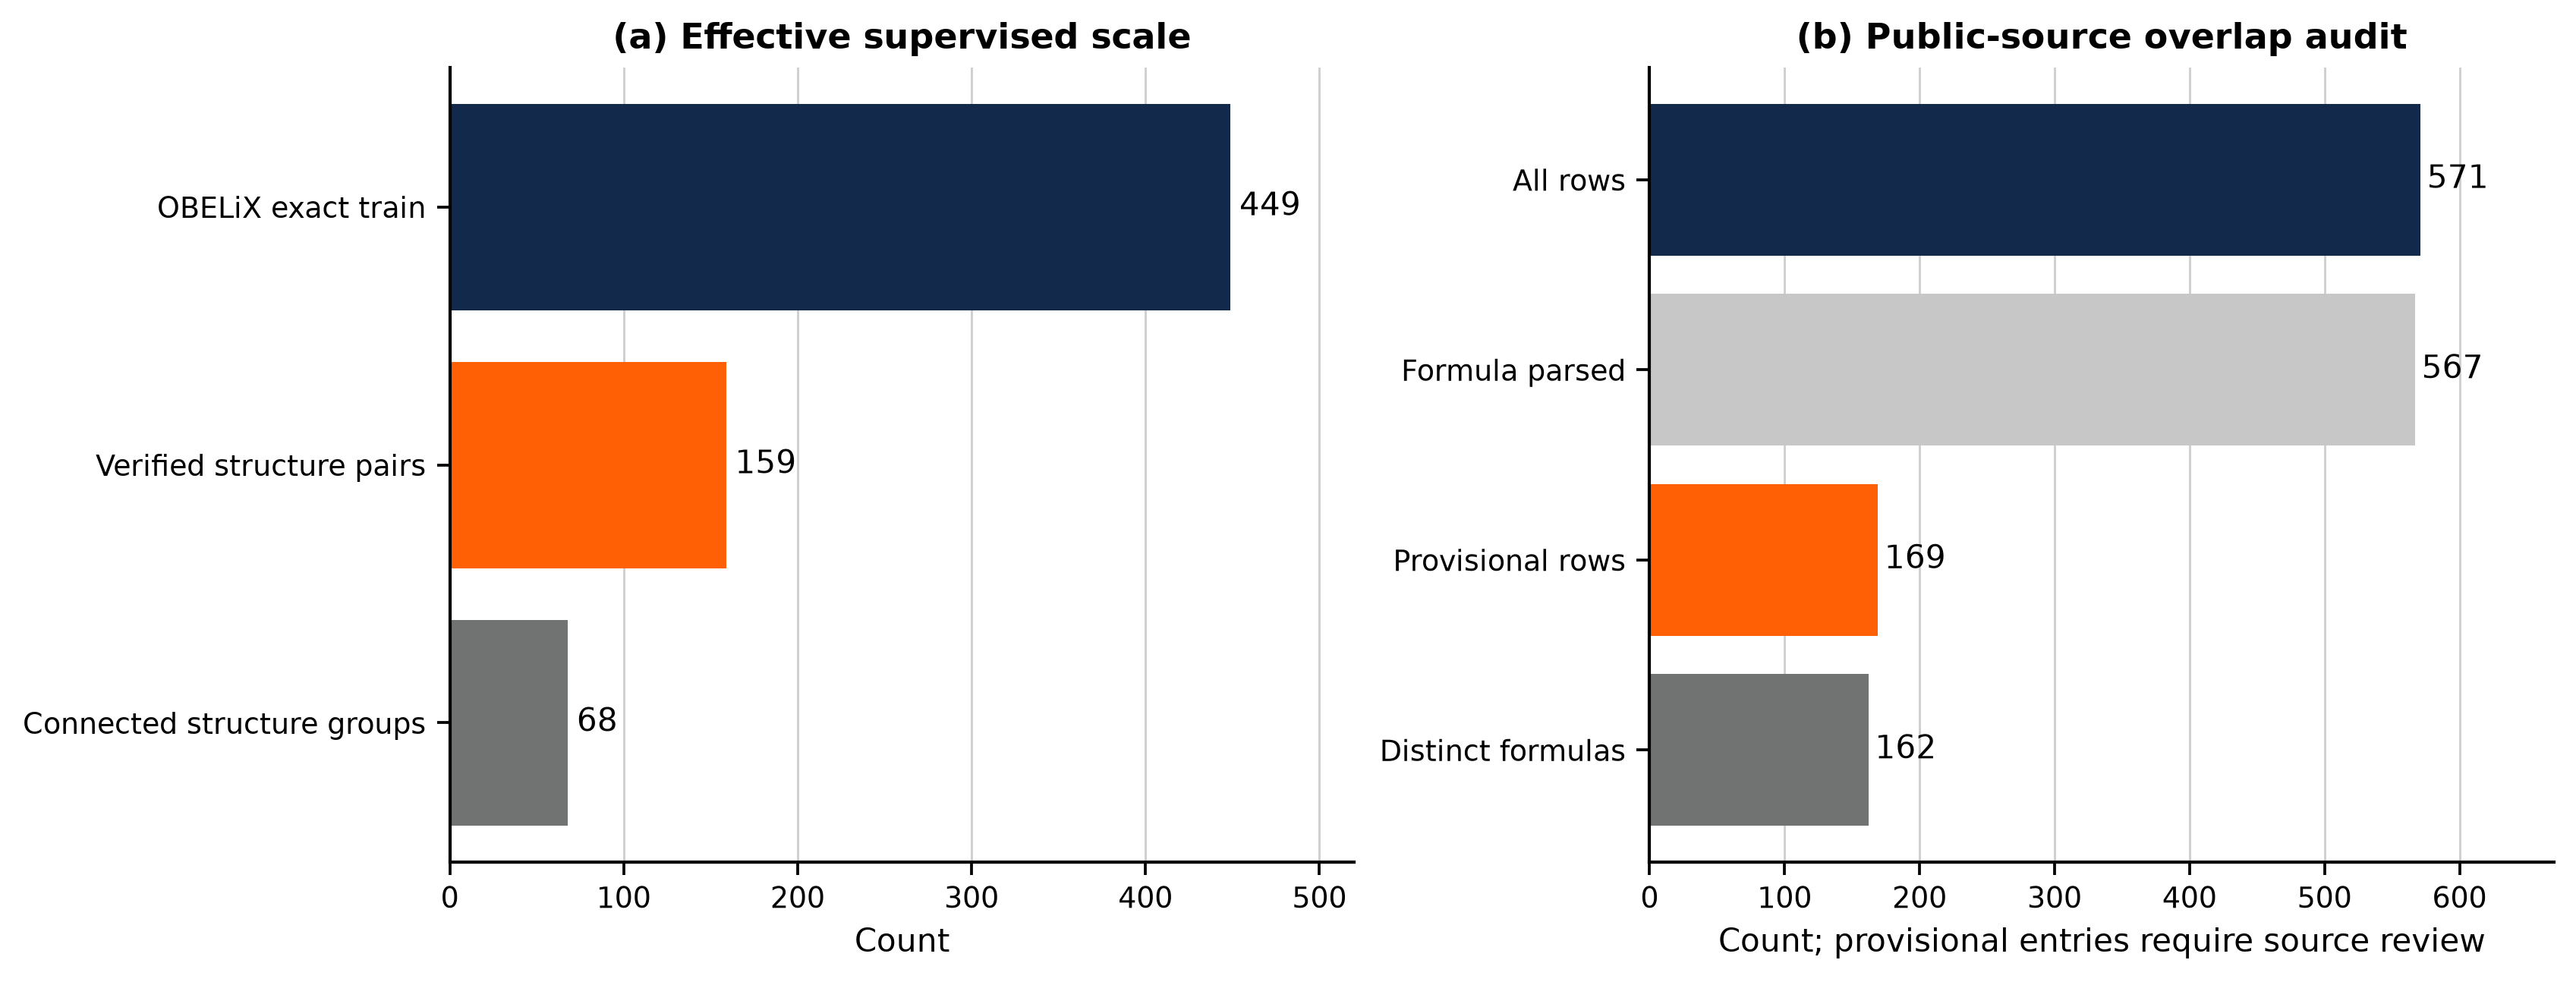 (a) Effective supervised scale
OBELiX exact train
449
Verified structure pairs
159
Connected structure groups
68
0 100 200 300 400 500
Count
(b) Public-source overlap audit
All rows
571
Formula parsed
567
Provisional rows
169
Distinct formulas
162
0 100 200 300 400 500 600
Count; provisional entries require source review